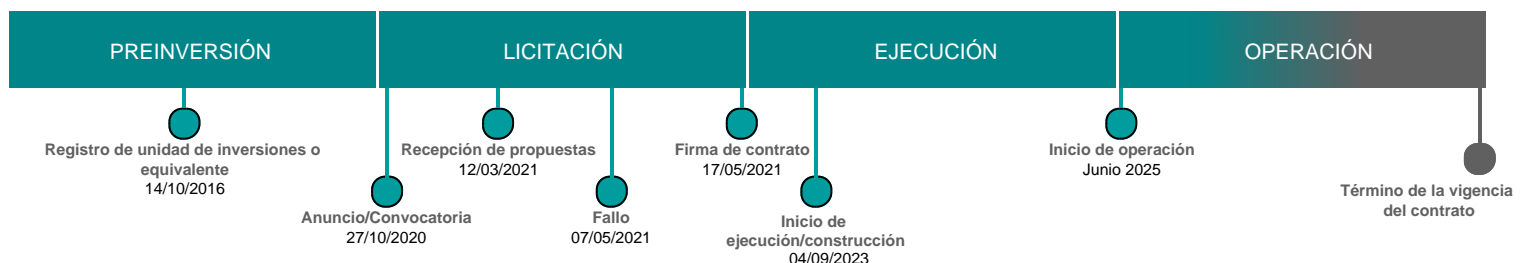 PREINVERSIÓN
LICITACIÓN
EJECUCIÓN
OPERACIÓN
Registro de unidad de inversiones o
equivalente
14/10/2016
Anuncio/Convocatoria
27/10/2020
Recepción de propuestas
12/03/2021
Fallo
07/05/2021
Firma de contrato
17/05/2021
Inicio de
ejecución/construcción
04/09/2023
Inicio de operación
Junio 2025
Término de la vigencia
del contrato